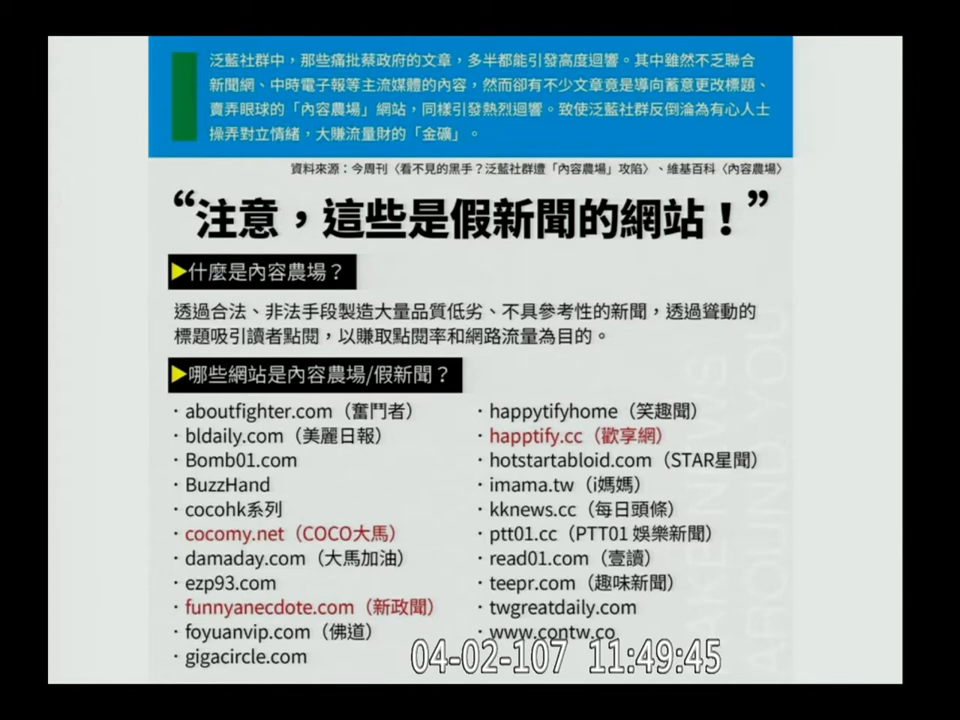 泛藍社群中，那些痛批蔡政府的文章，多半都能引發高度迴響。其中雖然不乏聯合
新聞網、中時電子報等主流媒體的內容，然而卻有不少文章竟是導向蓄意更改標題、
賣弄眼球的「內容農場」網站，同樣引發熱烈迴響。致使泛藍社群反倒淪為有心人士
操弄對立情緒，大賺流量財的「金礦」。
資料來源：今周刊〈看不見的黑手？泛藍社群遭「內容農場」攻陷〉、維基百科〈內容農場〉
“注意，這些是假新聞的網站！”
▶什麼是內容農場？
透過合法、非法手段製造大量品質低劣、不具參考性的新聞，透過聳動的
標題吸引讀者點閱，以賺取點閱率和網路流量為目的。
▶哪些網站是內容農場/假新聞？
· aboutfighter.com（奮鬥者）
· bldaily.com（美麗日報）
· Bomb01.com
· BuzzHand
· cocohk系列
· cocomy.net（COCO大馬）
· damaday.com（大馬加油）
· ezp93.com
· funnyanecdote.com（新政聞）
· foyuanvip.com（佛道）
· gigacircle.com
· happytifyhome（笑趣聞）
· happtify.cc（歡享網）
· hotstartabloid.com（STAR星聞）
· imama.tw（i媽媽）
· kknews.cc（每日頭條）
· ptt01.cc（PTT01 娛樂新聞）
· read01.com（壹讀）
· teepr.com（趣味新聞）
· twgreatdaily.com
· www.contw.co
FAKE NEWS
AROUND YOU
04-02-107 11:49:45